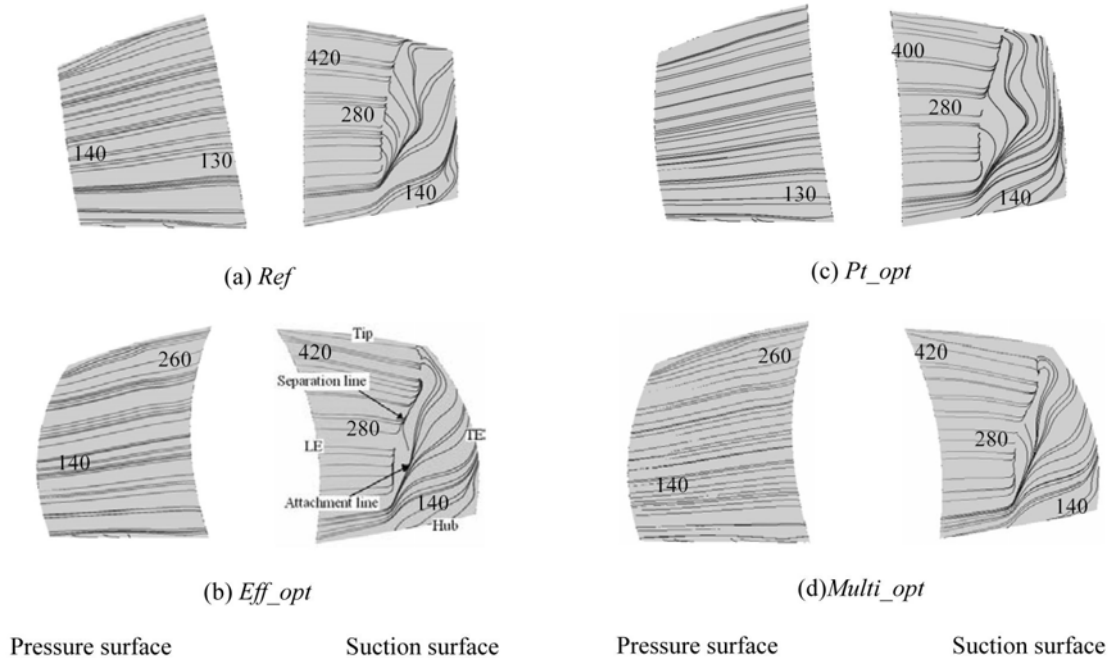 140
130
420
280
140
(a) Ref
130
400
280
140
(c) Pt_opt
260
140
Tip
420
Separation line
280
LE
TE
Attachment line
140
Hub
(b) Eff_opt
260
140
420
280
140
(d)Multi_opt
Pressure surface
Suction surface
Pressure surface
Suction surface